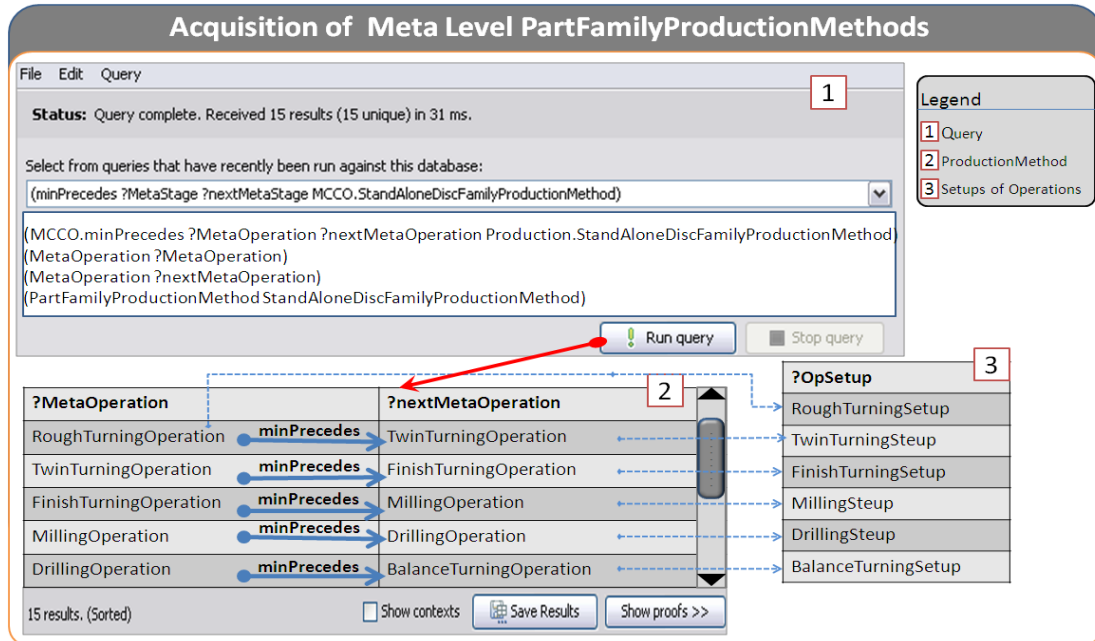 Acquisition of Meta Level PartFamilyProductionMethods
File Edit Query
1
Status: Query complete. Received 15 results (15 unique) in 31 ms.
Select from queries that have recently been run against this database:
(minPrecedes ?MetaStage ?nextMetaStage MCCO.StandAloneDiscFamilyProductionMethod)
(MCCO.minPrecedes ?MetaOperation ?nextMetaOperation Production.StandAloneDiscFamilyProductionMethod)
(MetaOperation ?MetaOperation)
(MetaOperation ?nextMetaOperation)
(PartFamilyProductionMethod StandAloneDiscFamilyProductionMethod)
Run query Stop query
Legend
1 Query
2 ProductionMethod
3 Setups of Operations
?MetaOperation ?nextMetaOperation 2
RoughTurningOperation minPrecedes TwinTurningOperation
TwinTurningOperation minPrecedes FinishTurningOperation
FinishTurningOperation minPrecedes MillingOperation
MillingOperation minPrecedes DrillingOperation
DrillingOperation minPrecedes BalanceTurningOperation
15 results. (Sorted) Show contexts Save Results Show proofs >>
?OpSetup 3
RoughTurningSetup
TwinTurningSteup
FinishTurningSetup
MillingSteup
DrillingSteup
BalanceTurningSetup